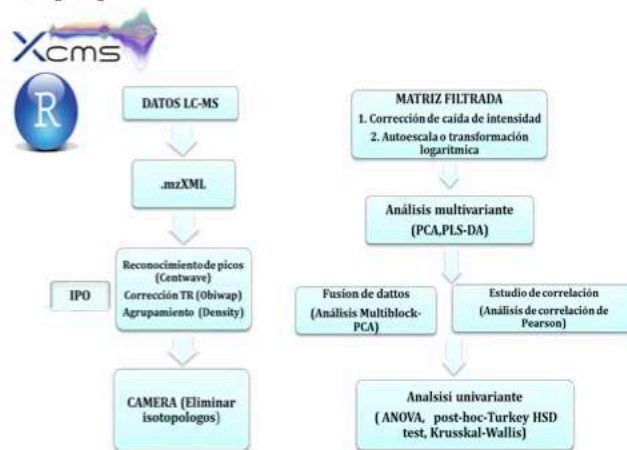 Xcms
R
DATOS LC-MS
.mzXML
IPO
Reconocimiento de picos
(Centwave)
Corrección TR (Obiwap)
Agrupamiento (Density)
CAMERA (Eliminar
isotopologos)
MATRIZ FILTRADA
1. Corrección de caída de intensidad
2. Autoescala o transformación
logarítmica
Análisis multivariante
(PCA,PLS-DA)
Fusion de dattos
(Análisis Multiblock-
PCA)
Estudio de correlación
(Análisis de correlación de
Pearson)
Analsisi univariante
( ANOVA, post-hoc-Turkey HSD
test, Krusskal-Wallis)